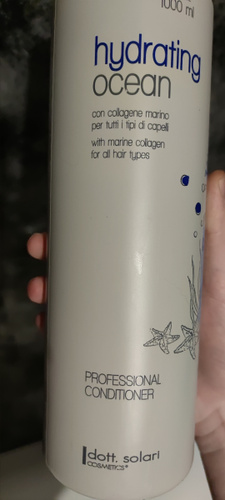 1000 ml
hydrating
ocean
con collagene marino
per tutti i tipi di capelli
with marine collagen
for all hair types
PROFESSIONAL
CONDITIONER
dott. solari
COSMETICS®